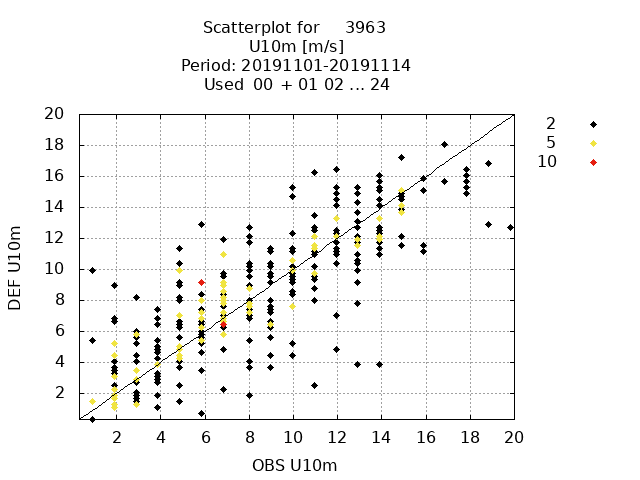 Scatterplot for 3963
U10m [m/s]
Period: 20191101-20191114
Used 00 + 01 02 ... 24
20
18
16
14
12
10
8
6
4
2
DEF U10m
2
5
10
2 4 6 8 10 12 14 16 18 20
OBS U10m